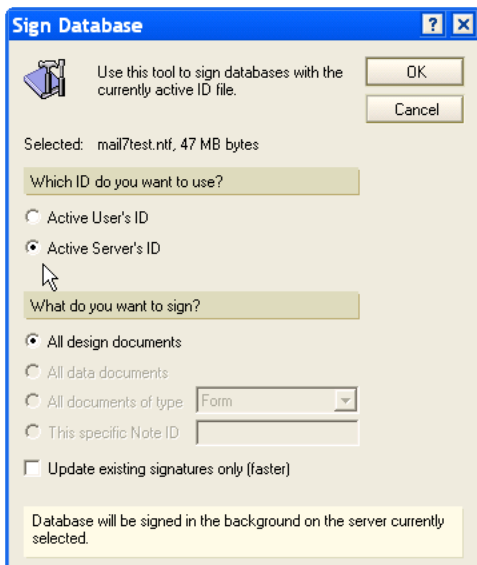 Sign Database
Use this tool to sign databases with the
currently active ID file.
OK
Cancel
Selected: mail7test.ntf, 47 MB bytes
Which ID do you want to use?
Active User's ID
Active Server's ID
What do you want to sign?
All design documents
All data documents
All documents of type Form
This specific Note ID
Update existing signatures only (faster)
Database will be signed in the background on the server currently
selected.